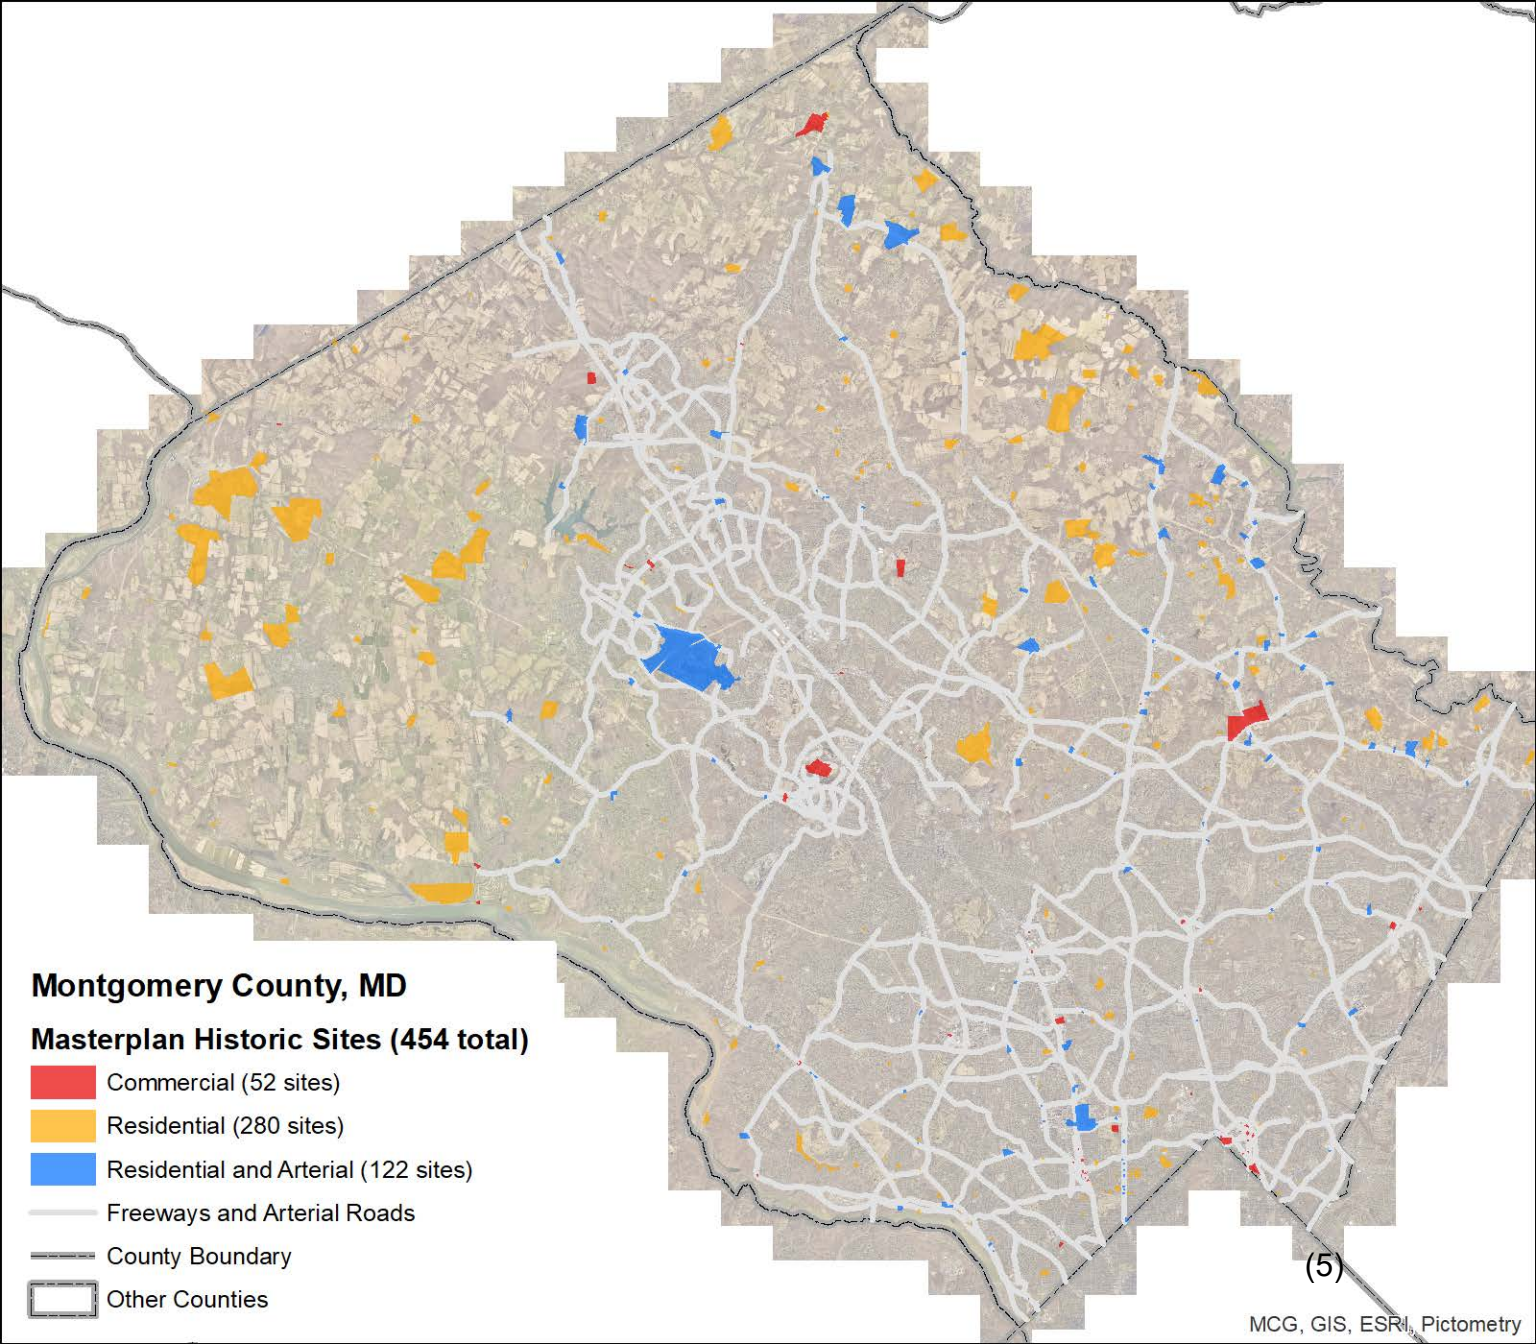 Montgomery County, MD
Masterplan Historic Sites (454 total)
Commercial (52 sites)
Residential (280 sites)
Residential and Arterial (122 sites)
Freeways and Arterial Roads
County Boundary
Other Counties
(5)
MCG, GIS, ESRI, Pictometry